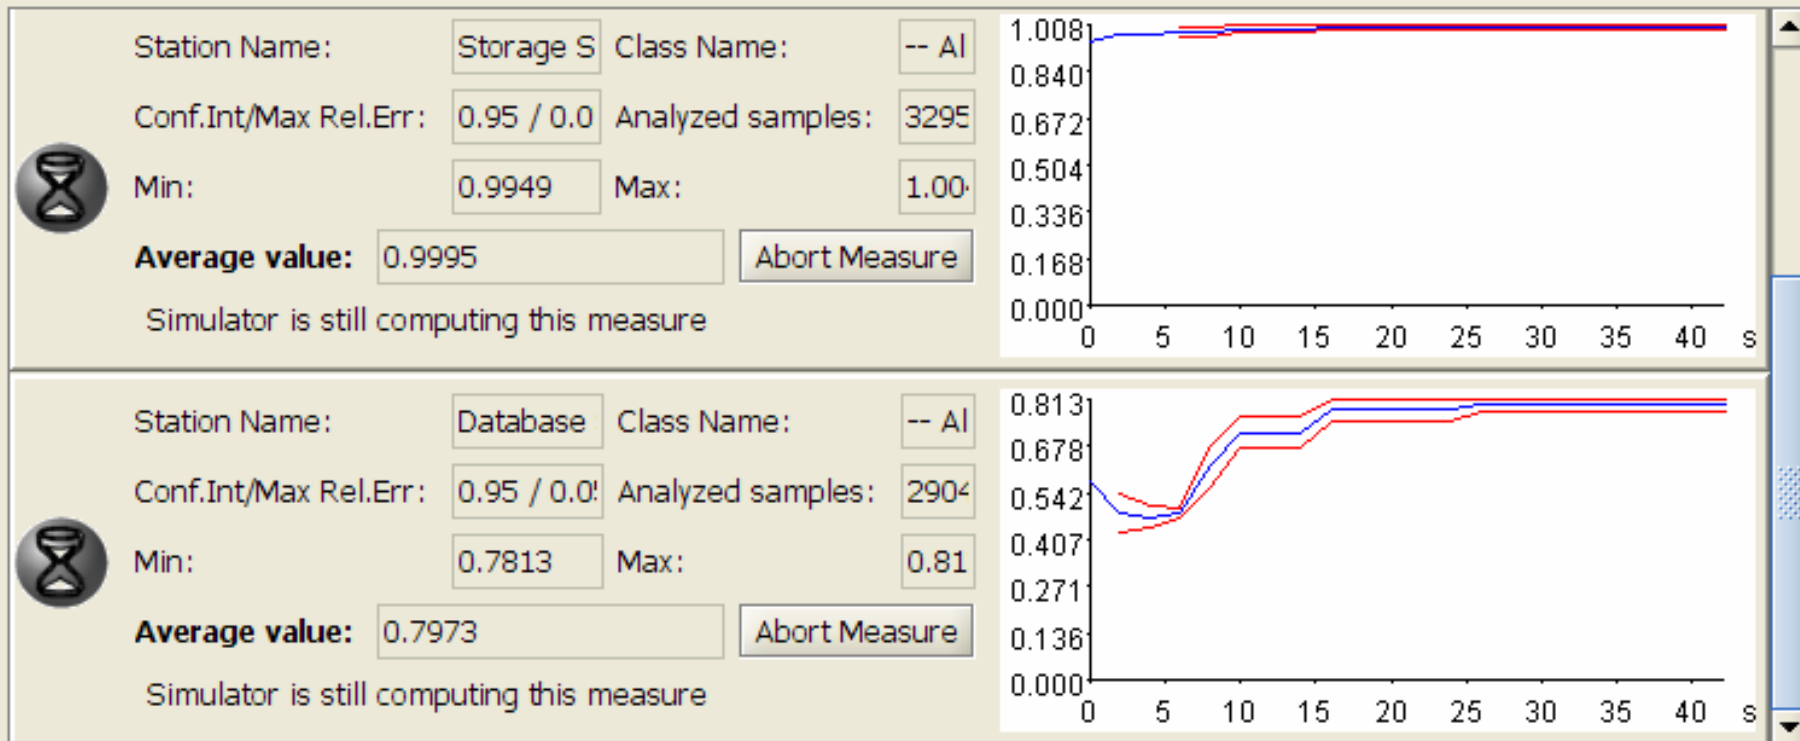 Station Name: Storage S Class Name: -- Al
Conf.Int/Max Rel.Err: 0.95 / 0.0 Analyzed samples: 3295
Min: 0.9949 Max: 1.00
Average value: 0.9995 Abort Measure
Simulator is still computing this measure
1.008
0.840
0.672
0.504
0.336
0.168
0.000
0 5 10 15 20 25 30 35 40 s
Station Name: Database Class Name: -- Al
Conf.Int/Max Rel.Err: 0.95 / 0.0 Analyzed samples: 2904
Min: 0.7813 Max: 0.81
Average value: 0.7973 Abort Measure
Simulator is still computing this measure
0.813
0.678
0.542
0.407
0.271
0.136
0.000
0 5 10 15 20 25 30 35 40 s